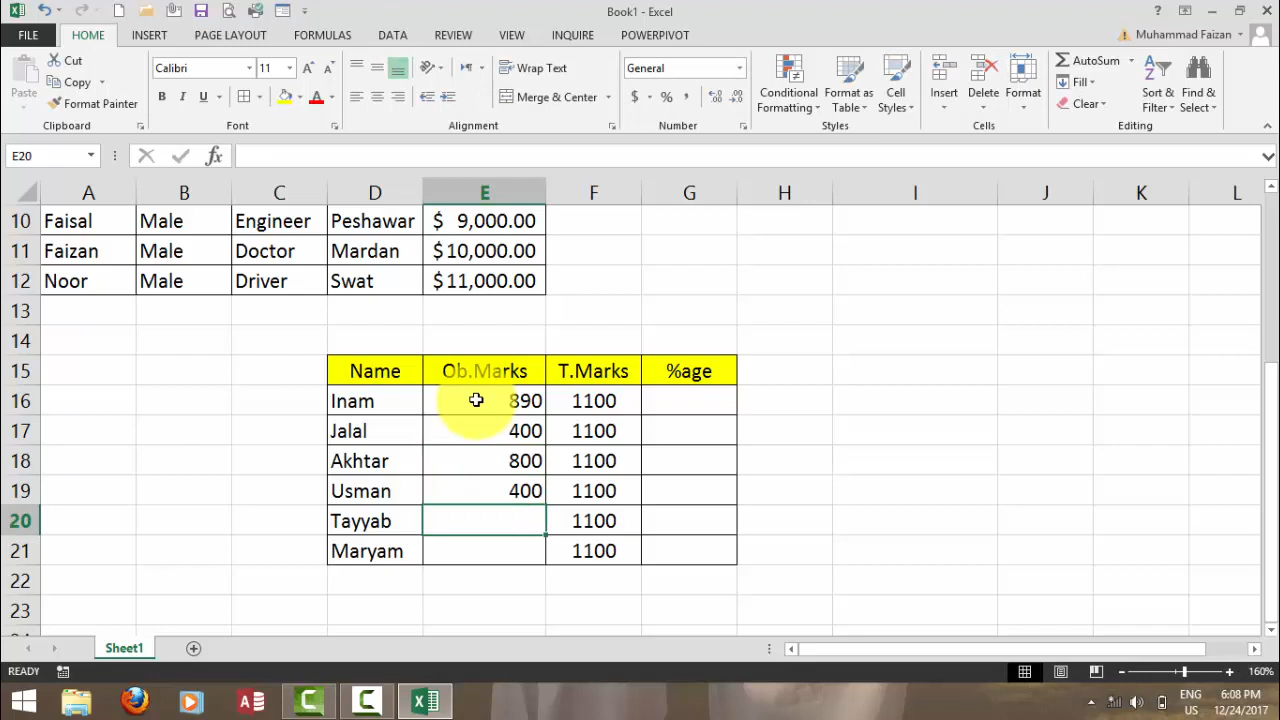 Book1 - Excel
FILE HOME INSERT PAGE LAYOUT FORMULAS DATA REVIEW VIEW INQUIRE POWERPIVOT Muhammad Faizan
Paste Cut Copy Format Painter
Calibri 11
Wrap Text
Merge & Center
General
$ % ,
Conditional Formatting Format as Table Cell Styles
Insert Delete Format
AutoSum Fill Clear
Sort & Filter Find & Select
Clipboard Font Alignment Number Styles Cells Editing
E20 fx
A B C D E F G H I J K L
10 Faisal Male Engineer Peshawar $ 9,000.00
11 Faizan Male Doctor Mardan $ 10,000.00
12 Noor Male Driver Swat $ 11,000.00
13
14
15 Name Ob.Marks T.Marks %age
16 Inam 890 1100
17 Jalal 400 1100
18 Akhtar 800 1100
19 Usman 400 1100
20 Tayyab 1100
21 Maryam 1100
22
23
Sheet1
READY 160%
ENG 6:08 PM
US 12/24/2017